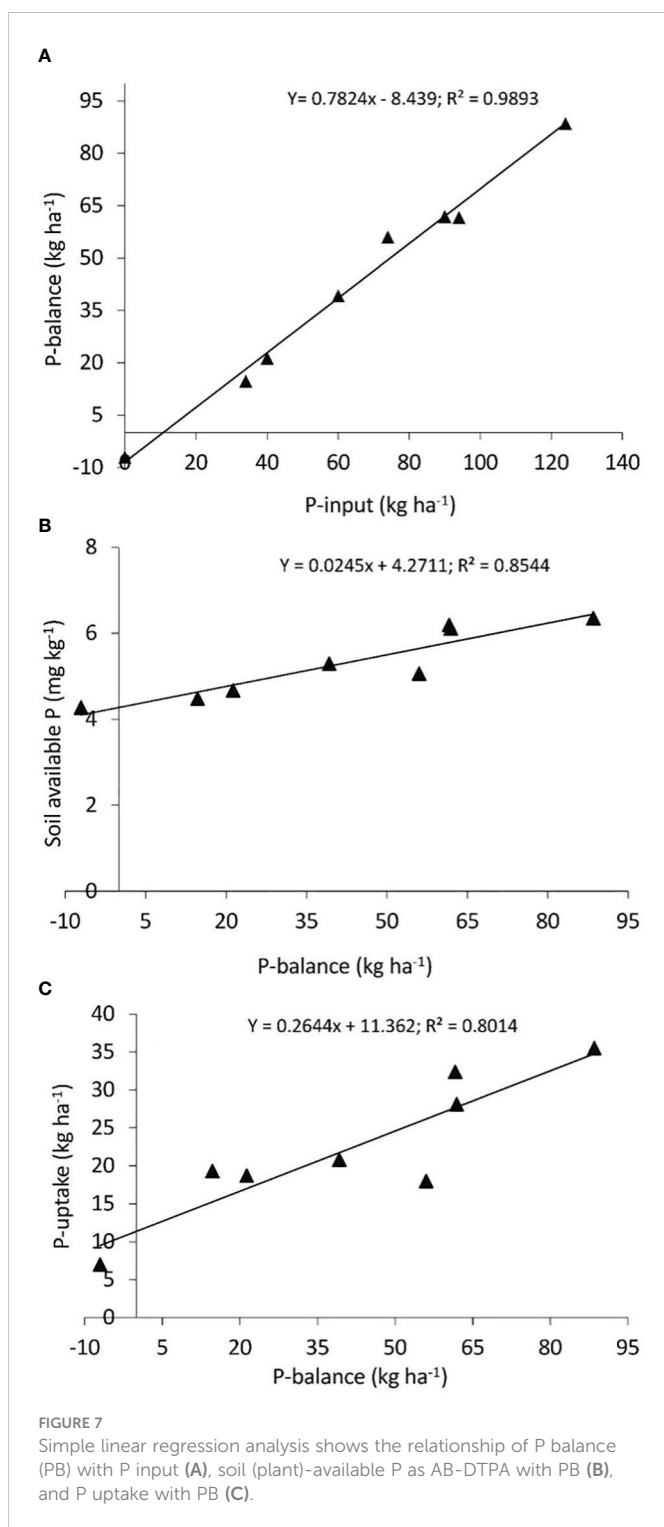 A
Y= 0.7824x - 8.439; R² = 0.9893
95
80
65
50
35
20
5
-10
P-balance (kg ha⁻¹)
0 20 40 60 80 100 120 140
P-input (kg ha⁻¹)
B
Y = 0.0245x + 4.2711; R² = 0.8544
8
6
4
2
0
Soil available P (mg kg⁻¹)
-10 5 20 35 50 65 80 95
P-balance (kg ha⁻¹)
C
Y = 0.2644x + 11.362; R² = 0.8014
40
35
30
25
20
15
10
5
0
P-uptake (kg ha⁻¹)
-10 5 20 35 50 65 80 95
P-balance (kg ha⁻¹)
FIGURE 7
Simple linear regression analysis shows the relationship of P balance
(PB) with P input (A), soil (plant)-available P as AB-DTPA with PB (B),
and P uptake with PB (C).